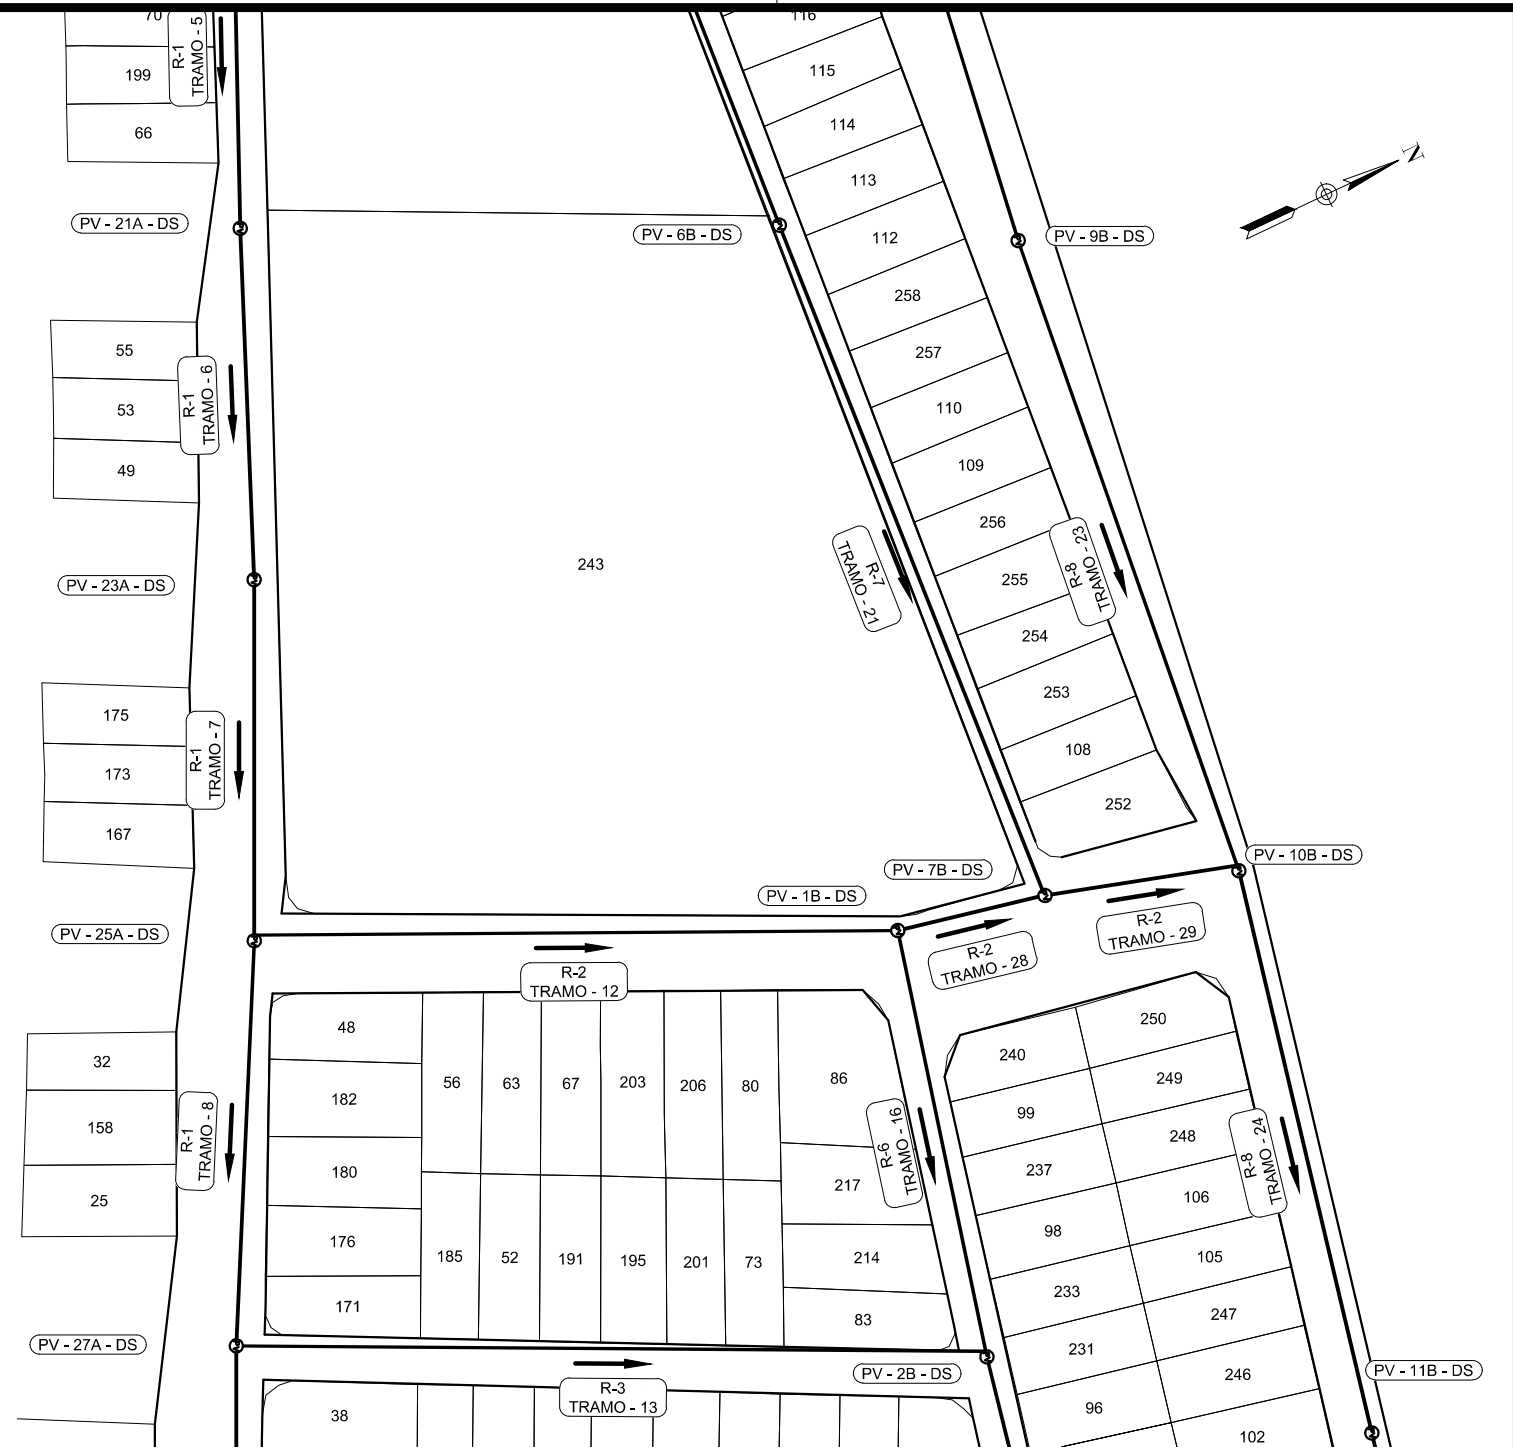 70
R-1
TRAMO - 5
199
66
116
115
114
113
N
PV - 21A - DS
PV - 6B - DS
PV - 9B - DS
112
258
257
110
109
256
255
254
253
108
252
55
53
49
R-1
TRAMO - 6
243
R-7
TRAMO - 21
R-8
TRAMO - 23
PV - 23A - DS
175
173
167
R-1
TRAMO - 7
PV - 7B - DS
PV - 10B - DS
PV - 1B - DS
PV - 25A - DS
R-2
TRAMO - 12
R-2
TRAMO - 28
R-2
TRAMO - 29
32
158
25
R-1
TRAMO - 8
48
182
180
176
171
56
63
67
203
206
80
86
217
214
83
185
52
191
195
201
73
R-6
TRAMO - 16
250
240
249
99
248
237
106
98
105
233
247
231
246
96
102
R-8
TRAMO - 24
PV - 27A - DS
PV - 2B - DS
PV - 11B - DS
R-3
TRAMO - 13
38